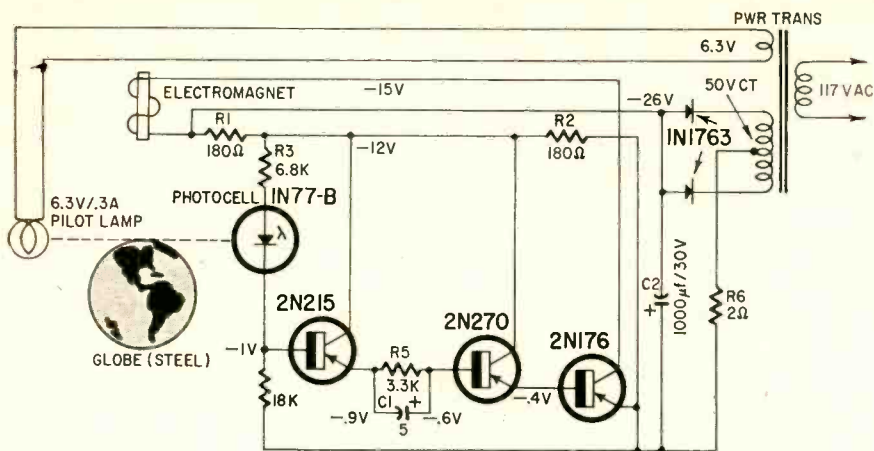 PWR TRANS
6.3V
117 VAC
50V CT
−15V
ELECTROMAGNET
−26V
R1
180Ω
−12V
R2
180Ω
1N1763
R3
6.8K
PHOTOCELL 1N77-B
λ
6.3V/.3A
PILOT LAMP
GLOBE (STEEL)
2N215
2N270
2N176
−1V
18K
R5
3.3K
C1
+
5
−.9V
−.6V
−.4V
C2
+
1000μf/30V
R6
2Ω